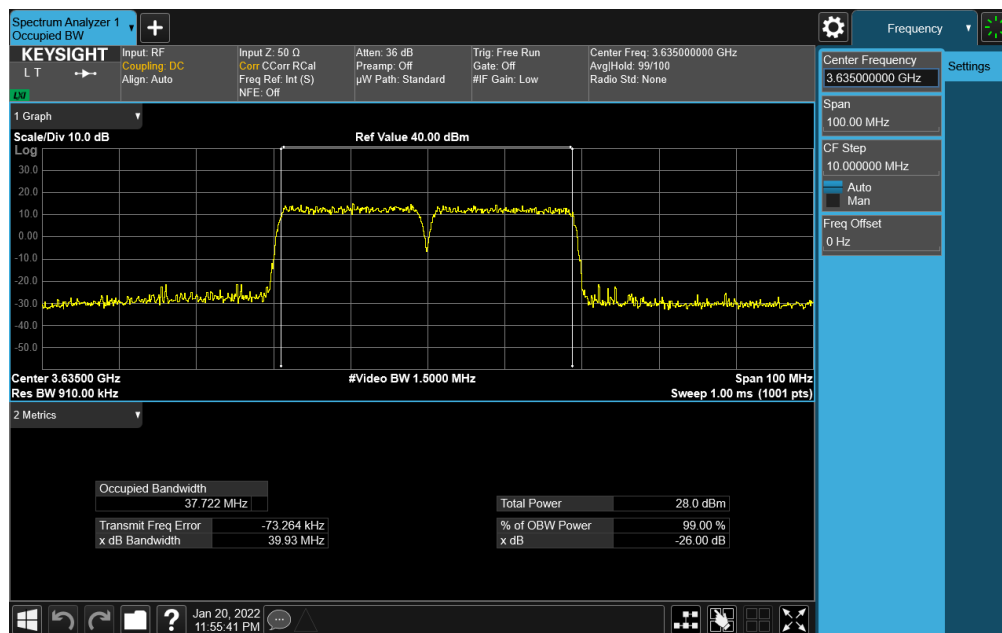 Spectrum Analyzer 1
Occupied BW
Frequency
KEYSIGHT
L T
LXI
Input: RF
Coupling: DC
Align: Auto
Input Z: 50 Ω
Corr CCorr RCal
Freq Ref: Int (S)
NFE: Off
Atten: 36 dB
Preamp: Off
µW Path: Standard
Trig: Free Run
Gate: Off
#IF Gain: Low
Center Freq: 3.635000000 GHz
Avg|Hold: 99/100
Radio Std: None
Center Frequency
3.635000000 GHz
Settings
Span
100.00 MHz
CF Step
10.000000 MHz
Auto
Man
Freq Offset
0 Hz
1 Graph
Scale/Div 10.0 dB
Ref Value 40.00 dBm
Log
30.0
20.0
10.0
0.00
-10.0
-20.0
-30.0
-40.0
-50.0
Center 3.63500 GHz
#Video BW 1.5000 MHz
Span 100 MHz
Res BW 910.00 kHz
Sweep 1.00 ms (1001 pts)
2 Metrics
Occupied Bandwidth
37.722 MHz
Total Power 28.0 dBm
Transmit Freq Error -73.264 kHz
% of OBW Power 99.00 %
x dB Bandwidth 39.93 MHz
x dB -26.00 dB
?
Jan 20, 2022
11:55:41 PM